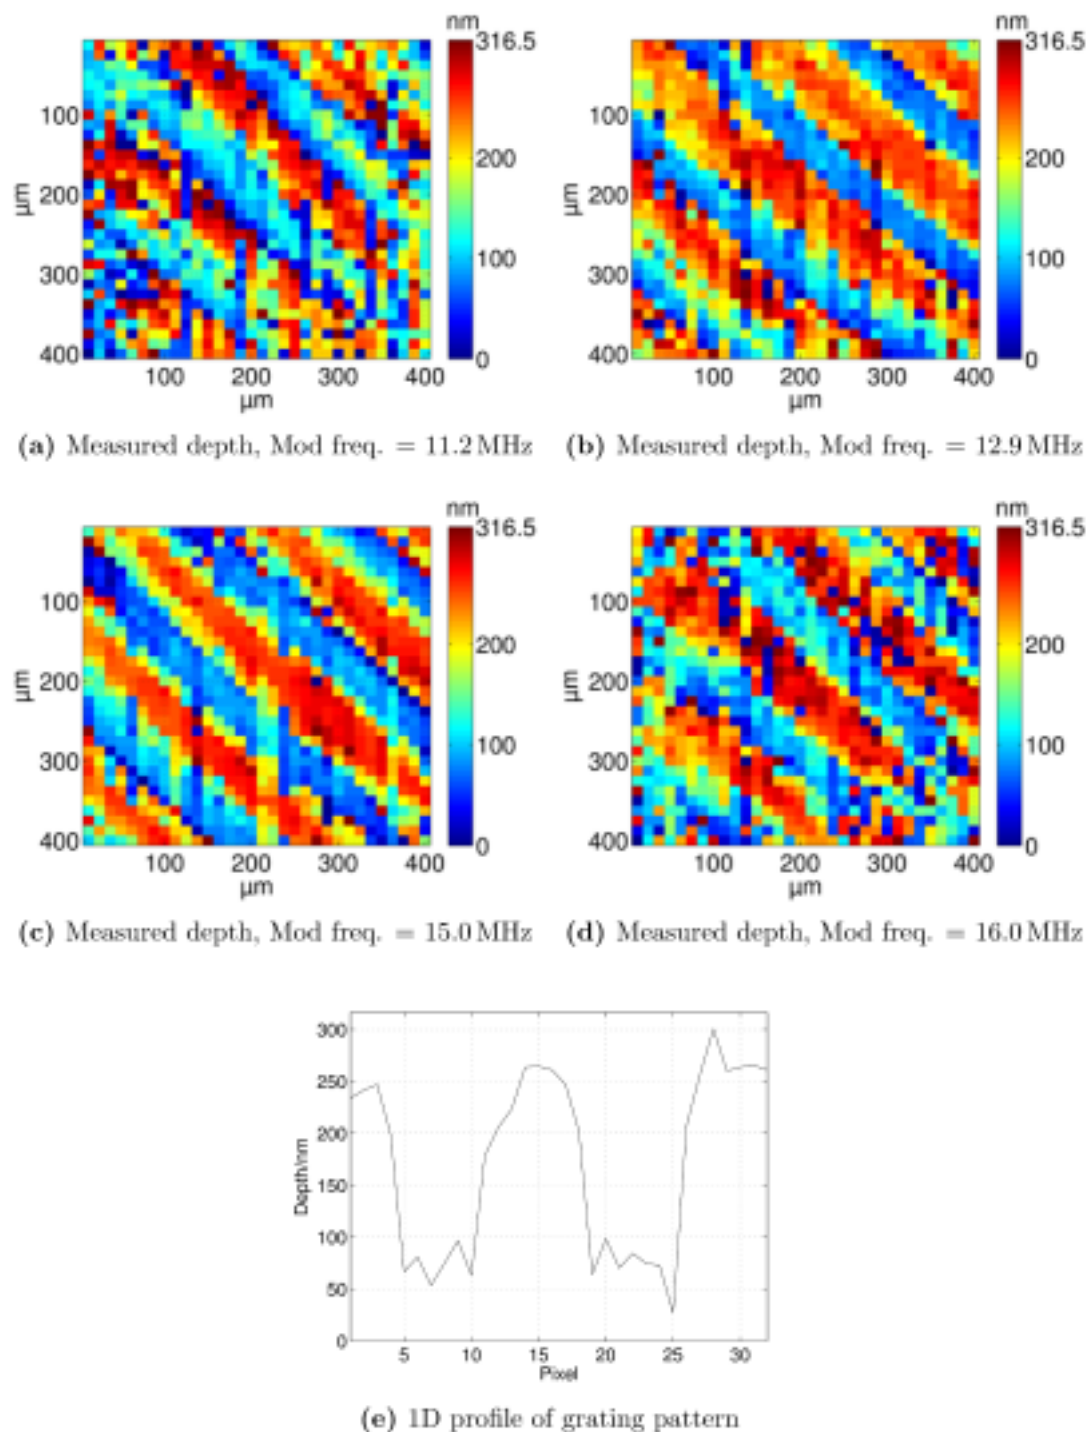 nm nm
316.5 316.5
100 200 100 200
µm 200 µm 200
300 100 300 100
400 0 400 0
100 200 300 400 100 200 300 400
µm µm
(a) Measured depth, Mod freq. = 11.2 MHz (b) Measured depth, Mod freq. = 12.9 MHz
nm nm
316.5 316.5
100 200 100 200
µm 200 µm 200
300 100 300 100
400 0 400 0
100 200 300 400 100 200 300 400
µm µm
(c) Measured depth, Mod freq. = 15.0 MHz (d) Measured depth, Mod freq. = 16.0 MHz
300
250
200
Depth/nm
150
100
50
0
5 10 15 20 25 30
Pixel
(e) 1D profile of grating pattern